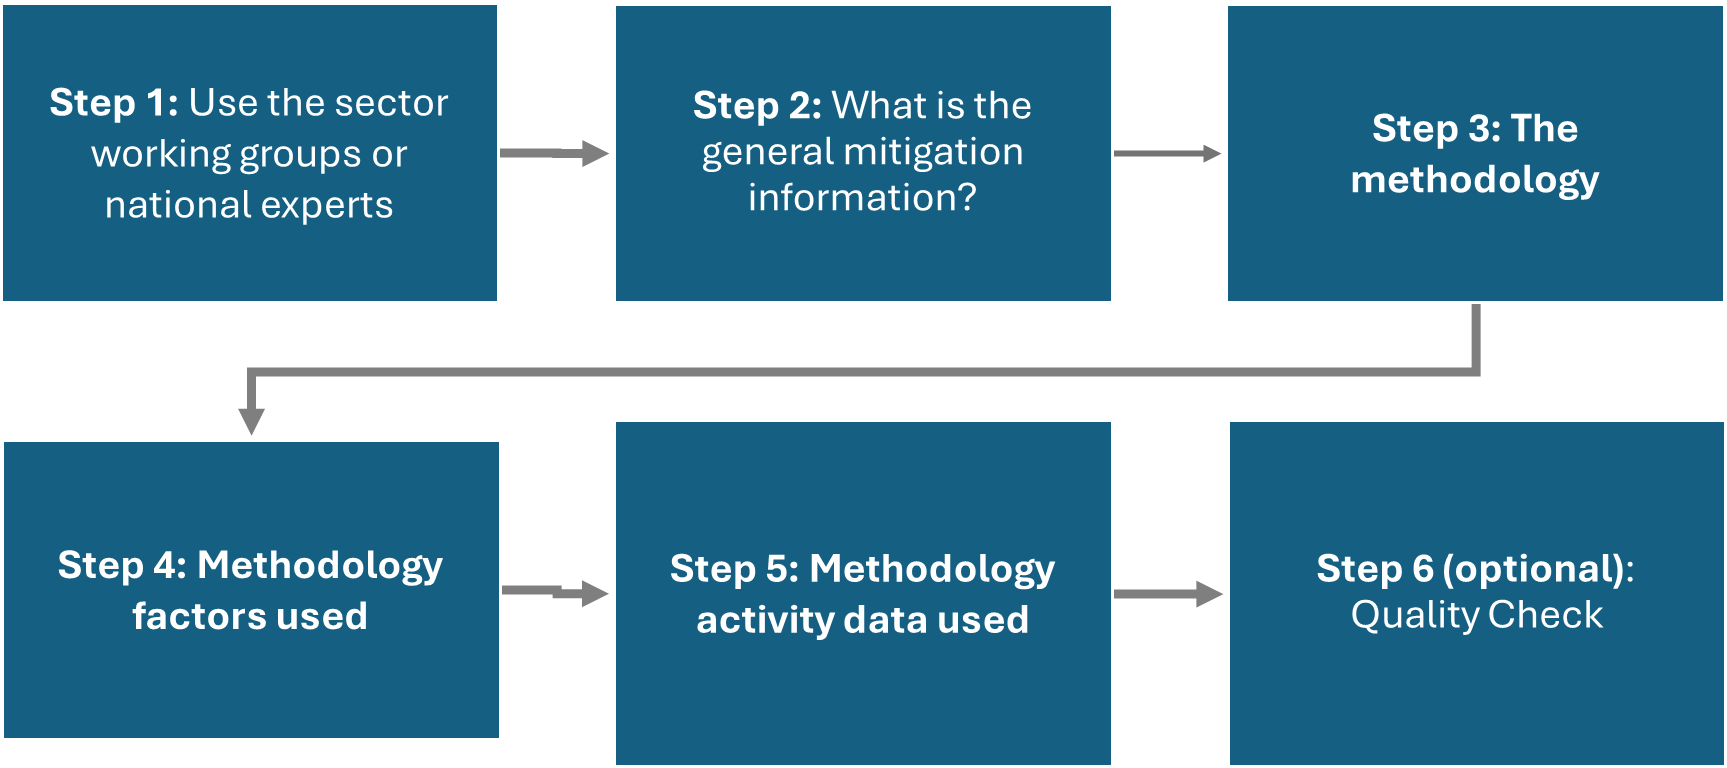 Step 1: Use the sector
working groups or
national experts
Step 2: What is the
general mitigation
information?
Step 3: The
methodology
Step 4: Methodology
factors used
Step 5: Methodology
activity data used
Step 6 (optional):
Quality Check